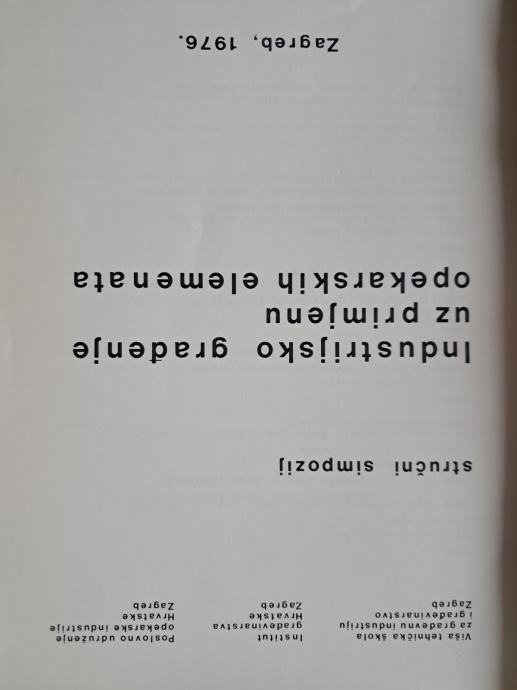 Viša tehnička škola
za građevnu industriju
i građevinarstvo
Zagreb
Institut
građevinarstva
Hrvatske
Zagreb
Poslovno udruženje
opekarske industrije
Hrvatske
Zagreb
stručni simpozij
Industrijsko građenje
uz primjenu
opekarskih elemenata
Zagreb, 1976.